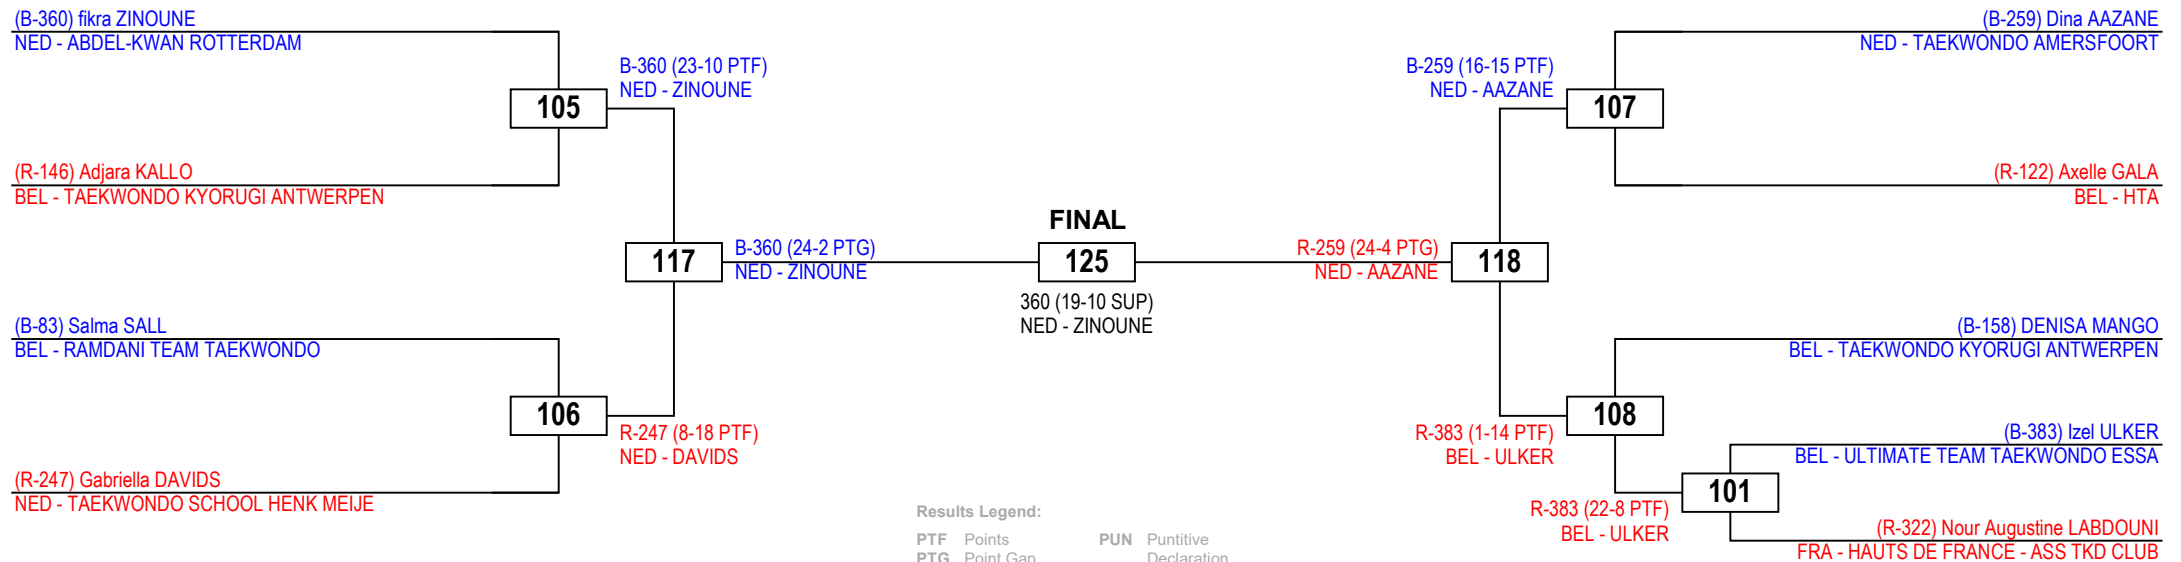 (B-360) fikra ZINOUNE
NED - ABDEL-KWAN ROTTERDAM
B-360 (23-10 PTF)
NED - ZINOUNE
105
(R-146) Adjara KALLO
BEL - TAEKWONDO KYORUGI ANTWERPEN
117
B-360 (24-2 PTG)
NED - ZINOUNE
(B-83) Salma SALL
BEL - RAMDANI TEAM TAEKWONDO
106
R-247 (8-18 PTF)
NED - DAVIDS
(R-247) Gabriella DAVIDS
NED - TAEKWONDO SCHOOL HENK MEIJE
FINAL
125
360 (19-10 SUP)
NED - ZINOUNE
(B-259) Dina AAZANE
NED - TAEKWONDO AMERSFOORT
B-259 (16-15 PTF)
NED - AAZANE
107
(R-122) Axelle GALA
BEL - HTA
R-259 (24-4 PTG)
NED - AAZANE
118
(B-158) DENISA MANGO
BEL - TAEKWONDO KYORUGI ANTWERPEN
108
R-383 (1-14 PTF)
BEL - ULKER
(B-383) Izel ULKER
BEL - ULTIMATE TEAM TAEKWONDO ESSA
101
R-383 (22-8 PTF)
BEL - ULKER
(R-322) Nour Augustine LABDOUNI
FRA - HAUTS DE FRANCE - ASS TKD CLUB
Results Legend:
PTF Points
PTG Point Gap
PUN Puntitive
Declaration